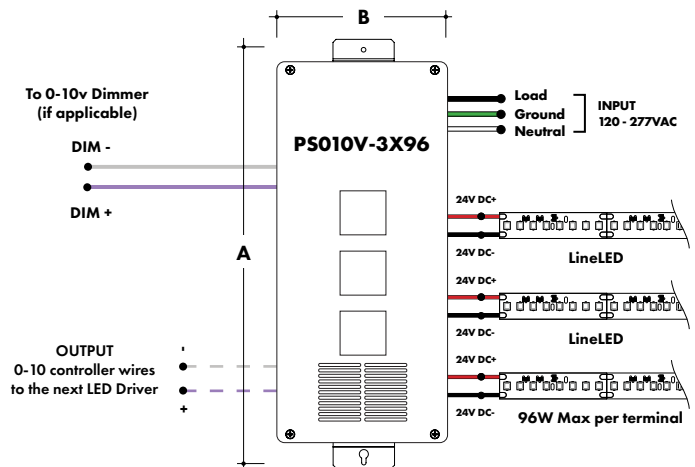 B
To 0-10v Dimmer
(if applicable)
DIM -
DIM +
A
PS010V-3X96
Load
Ground
Neutral
INPUT
120 - 277VAC
24V DC+
24V DC-
LineLED
24V DC+
24V DC-
LineLED
24V DC+
24V DC-
96W Max per terminal
OUTPUT
0-10 controller wires
to the next LED Driver
-
+